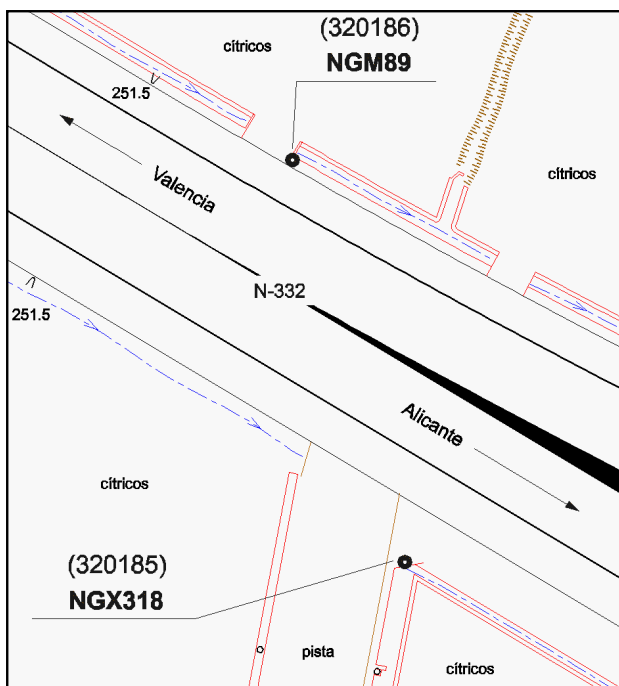 (320186)
NGM89
cítricos
251.5
cítricos
Valencia
N-332
251.5
Alicante
cítricos
(320185)
NGX318
pista
cítricos